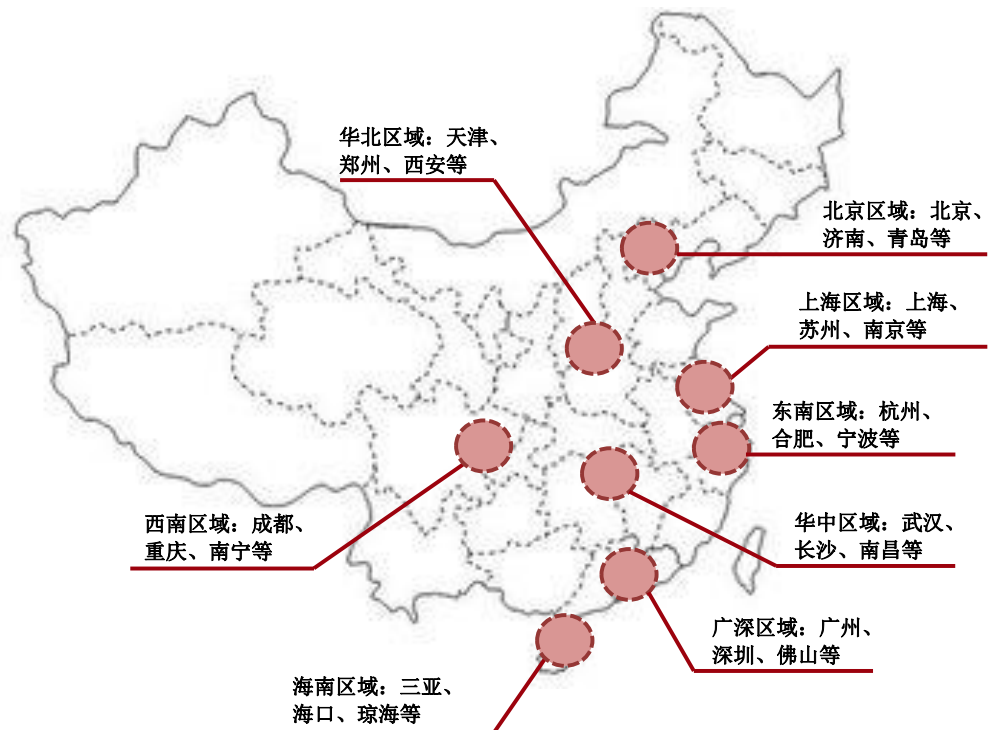 华北区域：天津、
郑州、西安等
北京区域：北京、
济南、青岛等
上海区域：上海、
苏州、南京等
东南区域：杭州、
合肥、宁波等
西南区域：成都、
重庆、南宁等
华中区域：武汉、
长沙、南昌等
广深区域：广州、
深圳、佛山等
海南区域：三亚、
海口、琼海等